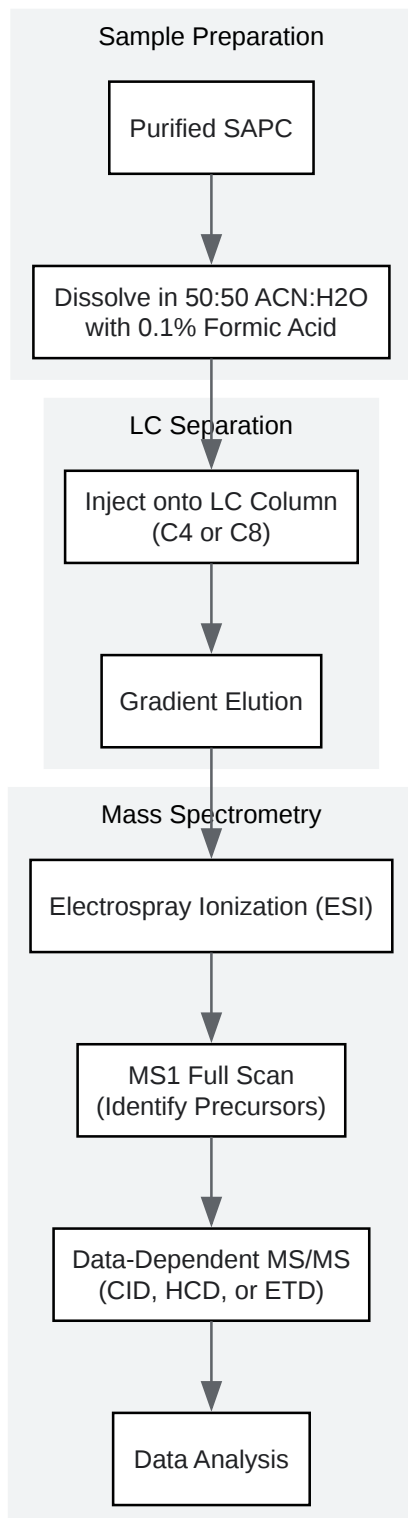 Sample Preparation
Purified SAPC
Dissolve in 50:50 ACN:H2O
with 0.1% Formic Acid
LC Separation
Inject onto LC Column
(C4 or C8)
Gradient Elution
Mass Spectrometry
Electrospray Ionization (ESI)
MS1 Full Scan
(Identify Precursors)
Data-Dependent MS/MS
(CID, HCD, or ETD)
Data Analysis